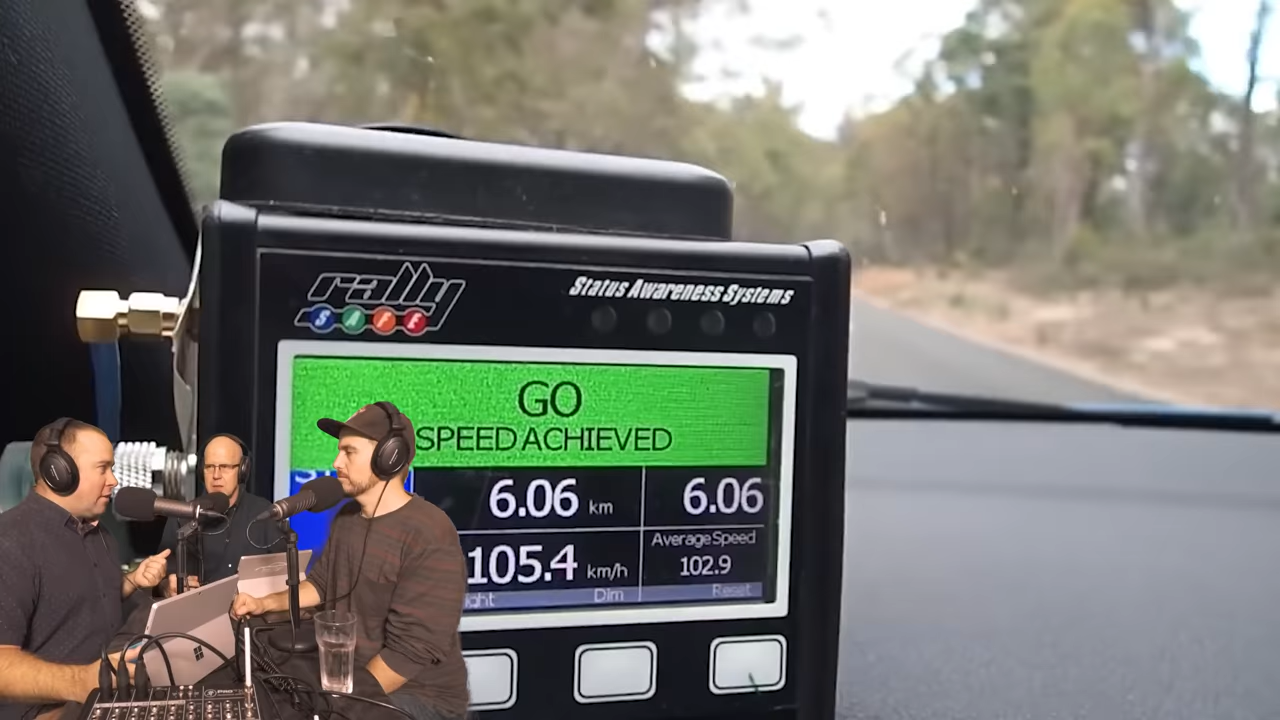 rally
SAFE
Status Awareness Systems
GO
SPEED ACHIEVED
6.06 km
6.06
105.4 km/h
Average Speed
102.9
Dim
Reset